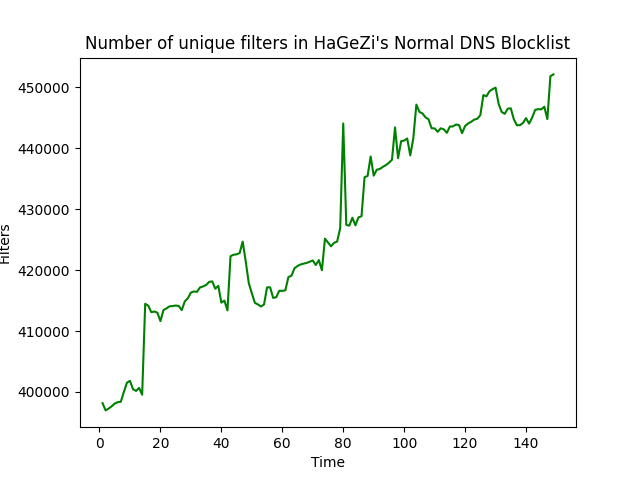 Number of unique filters in HaGeZi's Normal DNS Blocklist
450000
440000
430000
420000
410000
400000
Filters
0 20 40 60 80 100 120 140
Time